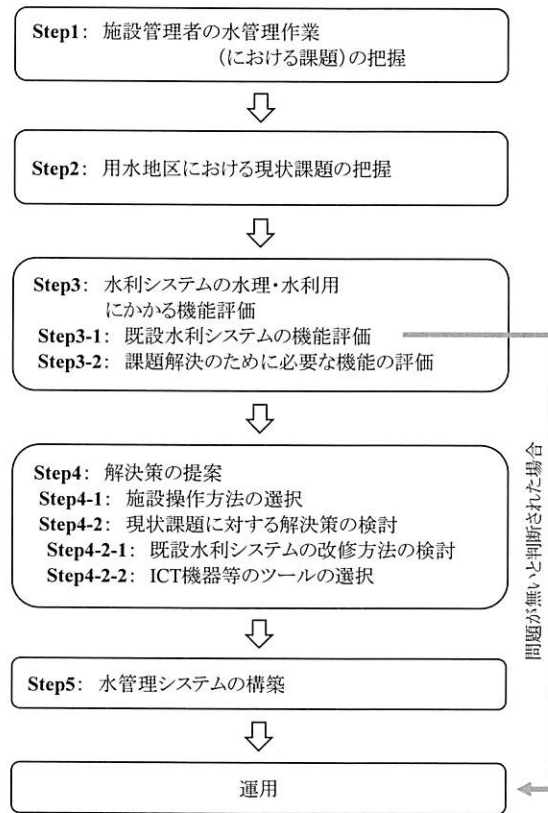 Step1: 施設管理者の水管理作業
(における課題)の把握
Step2: 用水地区における現状課題の把握
Step3: 水利システムの水理・水利用
にかかる機能評価
Step3-1: 既設水利システムの機能評価
Step3-2: 課題解決のために必要な機能の評価
Step4: 解決策の提案
Step4-1: 施設操作方法の選択
Step4-2: 現状課題に対する解決策の検討
Step4-2-1: 既設水利システムの改修方法の検討
Step4-2-2: ICT機器等のツールの選択
問題が無いと判断された場合
Step5: 水管理システムの構築
運用